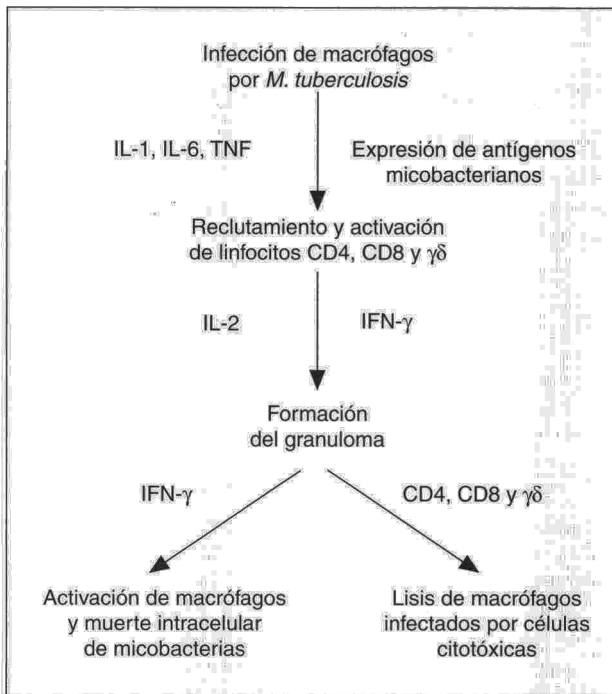 Infección de macrófagos
por M. tuberculosis
IL-1, IL-6, TNF
Expresión de antígenos
micobacterianos
Reclutamiento y activación
de linfocitos CD4, CD8 y γδ
IL-2
IFN-γ
Formación
del granuloma
IFN-γ
CD4, CD8 y γδ
Activación de macrófagos
y muerte intracelular
de micobacterias
Lisis de macrófagos
infectados por células
citotóxicas